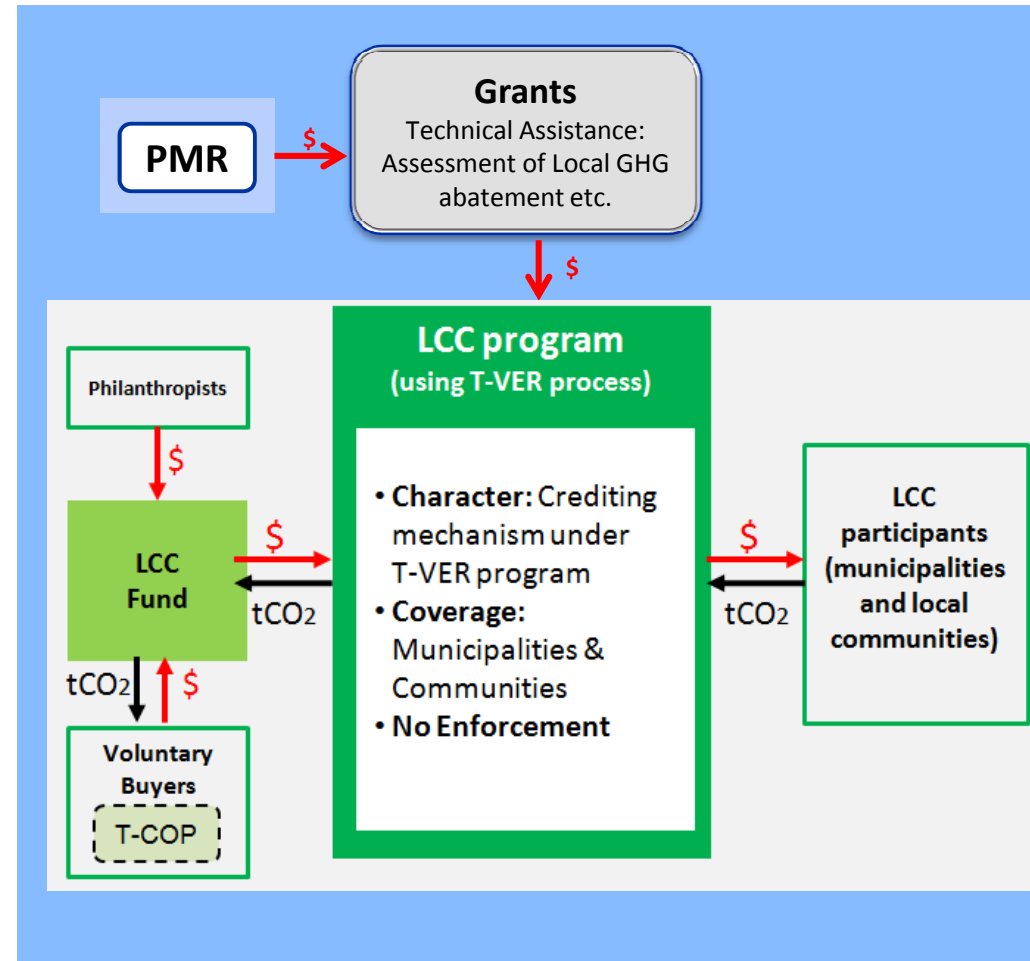 Grants
Technical Assistance:
Assessment of Local GHG
abatement etc.
PMR
$
$
LCC program
(using T-VER process)
• Character: Crediting
mechanism under
T-VER program
• Coverage:
Municipalities &
Communities
• No Enforcement
Philanthropists
$
LCC
Fund
$
tCO2
tCO2
$
Voluntary
Buyers
T-COP
$
tCO2
LCC
participants
(municipalities
and local
communities)